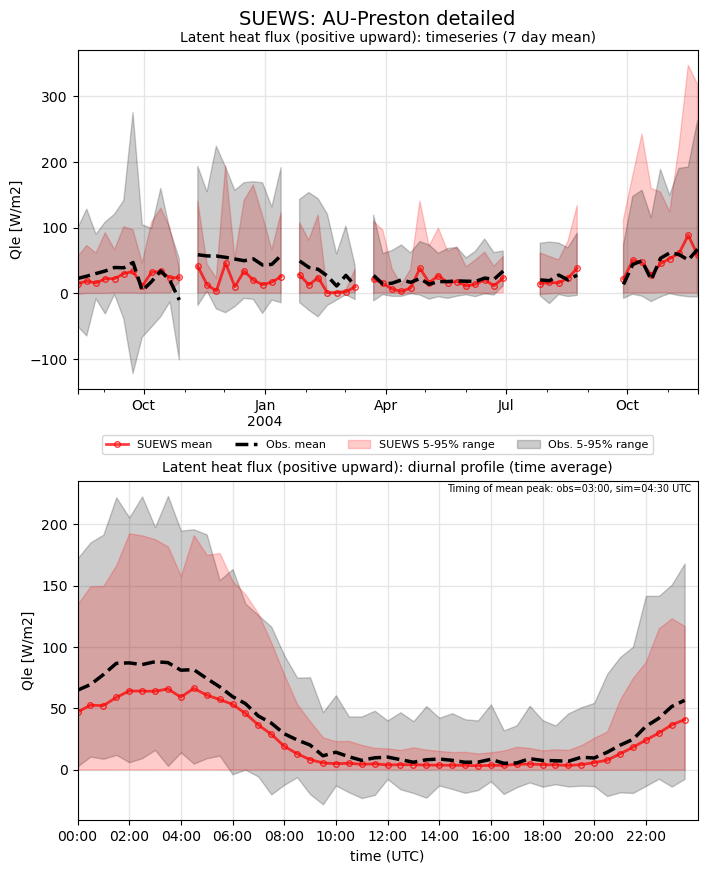 SUEWS: AU-Preston detailed
Latent heat flux (positive upward): timeseries (7 day mean)
Qle [W/m2]
300
200
100
0
−100
Oct
Jan
2004
Apr
Jul
Oct
SUEWS mean
Obs. mean
SUEWS 5-95% range
Obs. 5-95% range
Latent heat flux (positive upward): diurnal profile (time average)
Timing of mean peak: obs=03:00, sim=04:30 UTC
Qle [W/m2]
200
150
100
50
0
00:00
02:00
04:00
06:00
08:00
10:00
12:00
14:00
16:00
18:00
20:00
22:00
time (UTC)